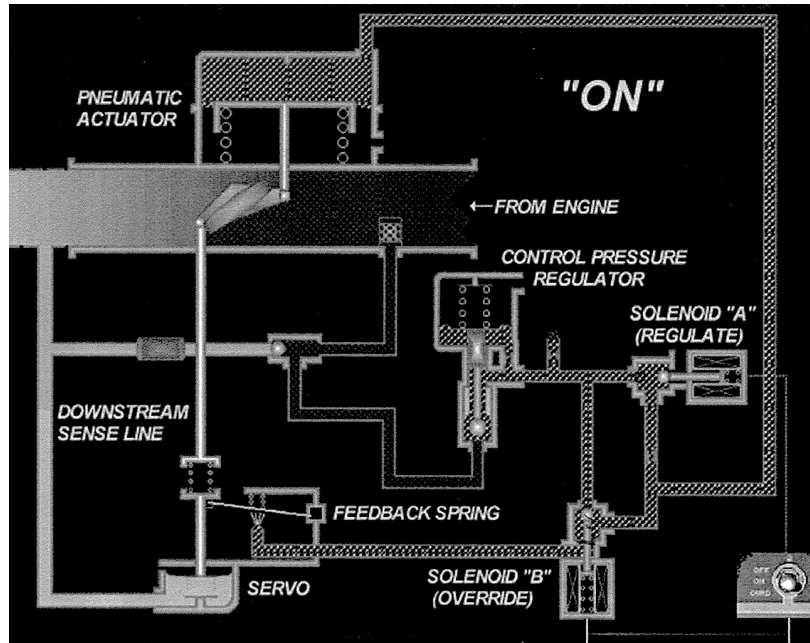 "ON"
PNEUMATIC
ACTUATOR
←FROM ENGINE
CONTROL PRESSURE
REGULATOR
SOLENOID "A"
(REGULATE)
DOWNSTREAM
SENSE LINE
FEEDBACK SPRING
SERVO
SOLENOID "B"
(OVERRIDE)
OFF
ON
OVRD